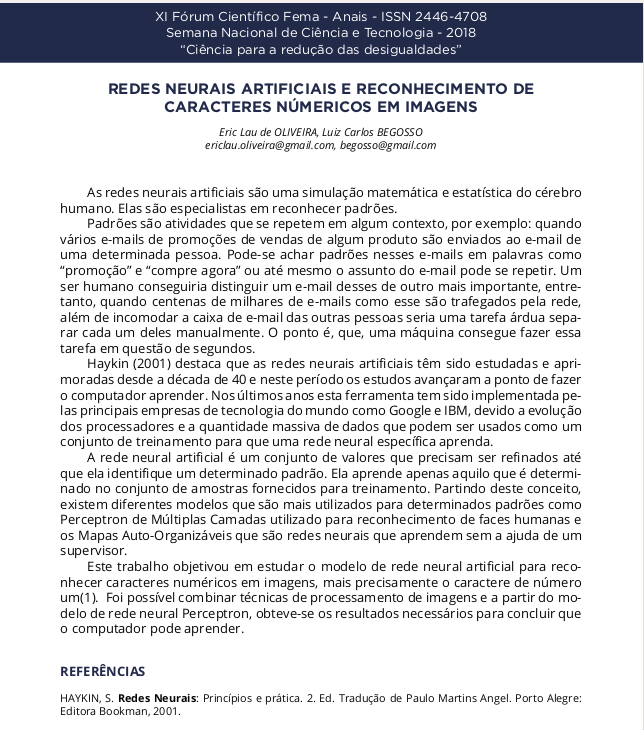 XI Fórum Científico Fema - Anais - ISSN 2446-4708
Semana Nacional de Ciência e Tecnologia - 2018
“Ciência para a redução das desigualdades”
REDES NEURAIS ARTIFICIAIS E RECONHECIMENTO DE
CARACTERES NÚMERICOS EM IMAGENS
Eric Lau de OLIVEIRA, Luiz Carlos BEGOSSO
ericlau.oliveira@gmail.com, begosso@gmail.com
As redes neurais artificiais são uma simulação matemática e estatística do cérebro
humano. Elas são especialistas em reconhecer padrões.
Padrões são atividades que se repetem em algum contexto, por exemplo: quando
vários e-mails de promoções de vendas de algum produto são enviados ao e-mail de
uma determinada pessoa. Pode-se achar padrões nesses e-mails em palavras como
“promoção” e “compre agora” ou até mesmo o assunto do e-mail pode se repetir. Um
ser humano conseguiria distinguir um e-mail desses de outro mais importante, entre-
tanto, quando centenas de milhares de e-mails como esse são trafegados pela rede,
além de incomodar a caixa de e-mail das outras pessoas seria uma tarefa árdua sepa-
rar cada um deles manualmente. O ponto é, que, uma máquina consegue fazer essa
tarefa em questão de segundos.
Haykin (2001) destaca que as redes neurais artificiais têm sido estudadas e apri-
moradas desde a década de 40 e neste período os estudos avançaram a ponto de fazer
o computador aprender. Nos últimos anos esta ferramenta tem sido implementada pe-
las principais empresas de tecnologia do mundo como Google e IBM, devido a evolução
dos processadores e a quantidade massiva de dados que podem ser usados como um
conjunto de treinamento para que uma rede neural específica aprenda.
A rede neural artificial é um conjunto de valores que precisam ser refinados até
que ela identifique um determinado padrão. Ela aprende apenas aquilo que é determi-
nado no conjunto de amostras fornecidos para treinamento. Partindo deste conceito,
existem diferentes modelos que são mais utilizados para determinados padrões como
Perceptron de Múltiplas Camadas utilizado para reconhecimento de faces humanas e
os Mapas Auto-Organizáveis que são redes neurais que aprendem sem a ajuda de um
supervisor.
Este trabalho objetivou em estudar o modelo de rede neural artificial para reco-
nhecer caracteres numéricos em imagens, mais precisamente o caractere de número
um(1). Foi possível combinar técnicas de processamento de imagens e a partir do mo-
delo de rede neural Perceptron, obteve-se os resultados necessários para concluir que
o computador pode aprender.
REFERÊNCIAS
HAYKIN, S. Redes Neurais: Princípios e prática. 2. Ed. Tradução de Paulo Martins Angel. Porto Alegre:
Editora Bookman, 2001.